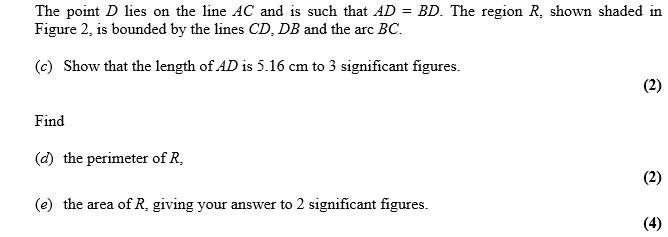 The point D lies on the line AC and is such that AD = BD. The region R, shown shaded in
Figure 2, is bounded by the lines CD, DB and the arc BC.
(c) Show that the length of AD is 5.16 cm to 3 significant figures.
(2)
Find
(d) the perimeter of R,
(2)
(e) the area of R, giving your answer to 2 significant figures.
(4)